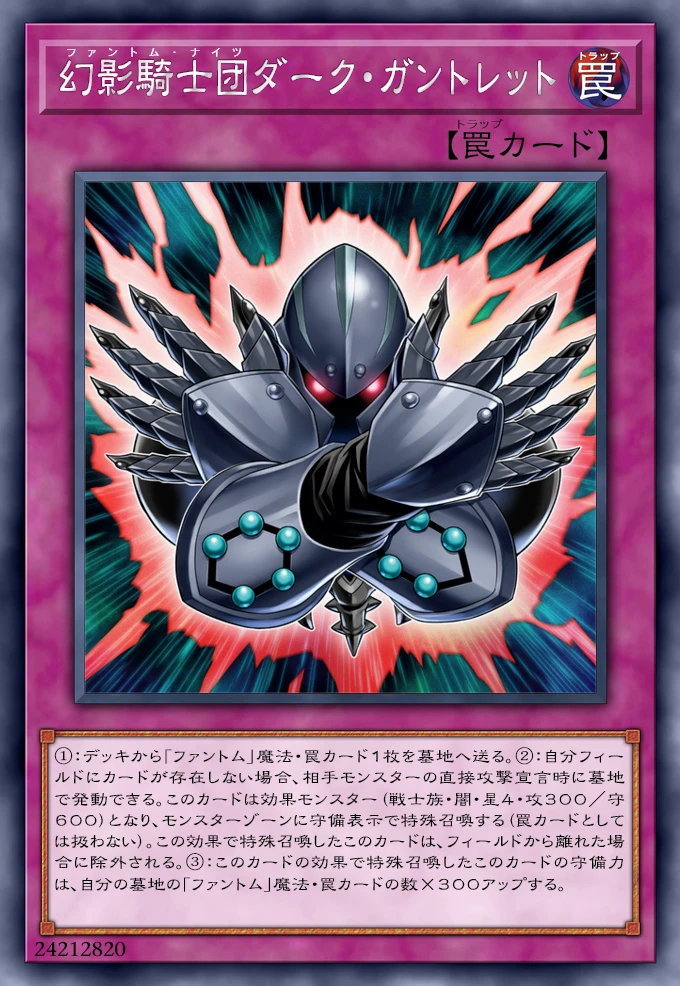 ファントム・ナイツ
幻影騎士団ダーク・ガントレット
トラップ
罠
トラップ
【罠カード】
①:デッキから「ファントム」魔法・罠カード1枚を墓地へ送る。②:自分フィー
ルドにカードが存在しない場合、相手モンスターの直接攻撃宣言時に墓地
で発動できる。このカードは効果モンスター(戦士族・闇・星4・攻300/守
600)となり、モンスターゾーンに守備表示で特殊召喚する(罠カードとして
は扱わない)。この効果で特殊召喚したこのカードは、フィールドから離れた場
合に除外される。③:このカードの効果で特殊召喚したこのカードの守備力
は、自分の墓地の「ファントム」魔法・罠カードの数×300アップする。
24212820